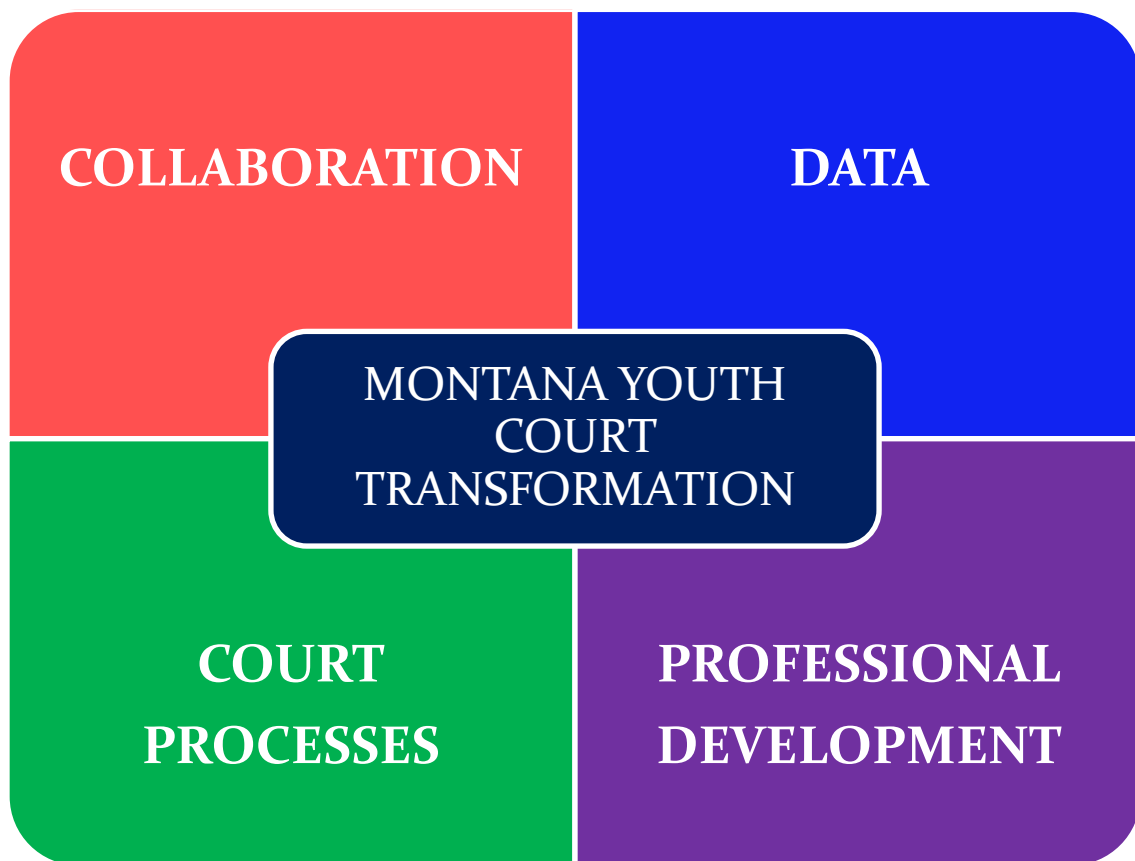 COLLABORATION
DATA
MONTANA YOUTH
COURT
TRANSFORMATION
COURT
PROCESSES
PROFESSIONAL
DEVELOPMENT